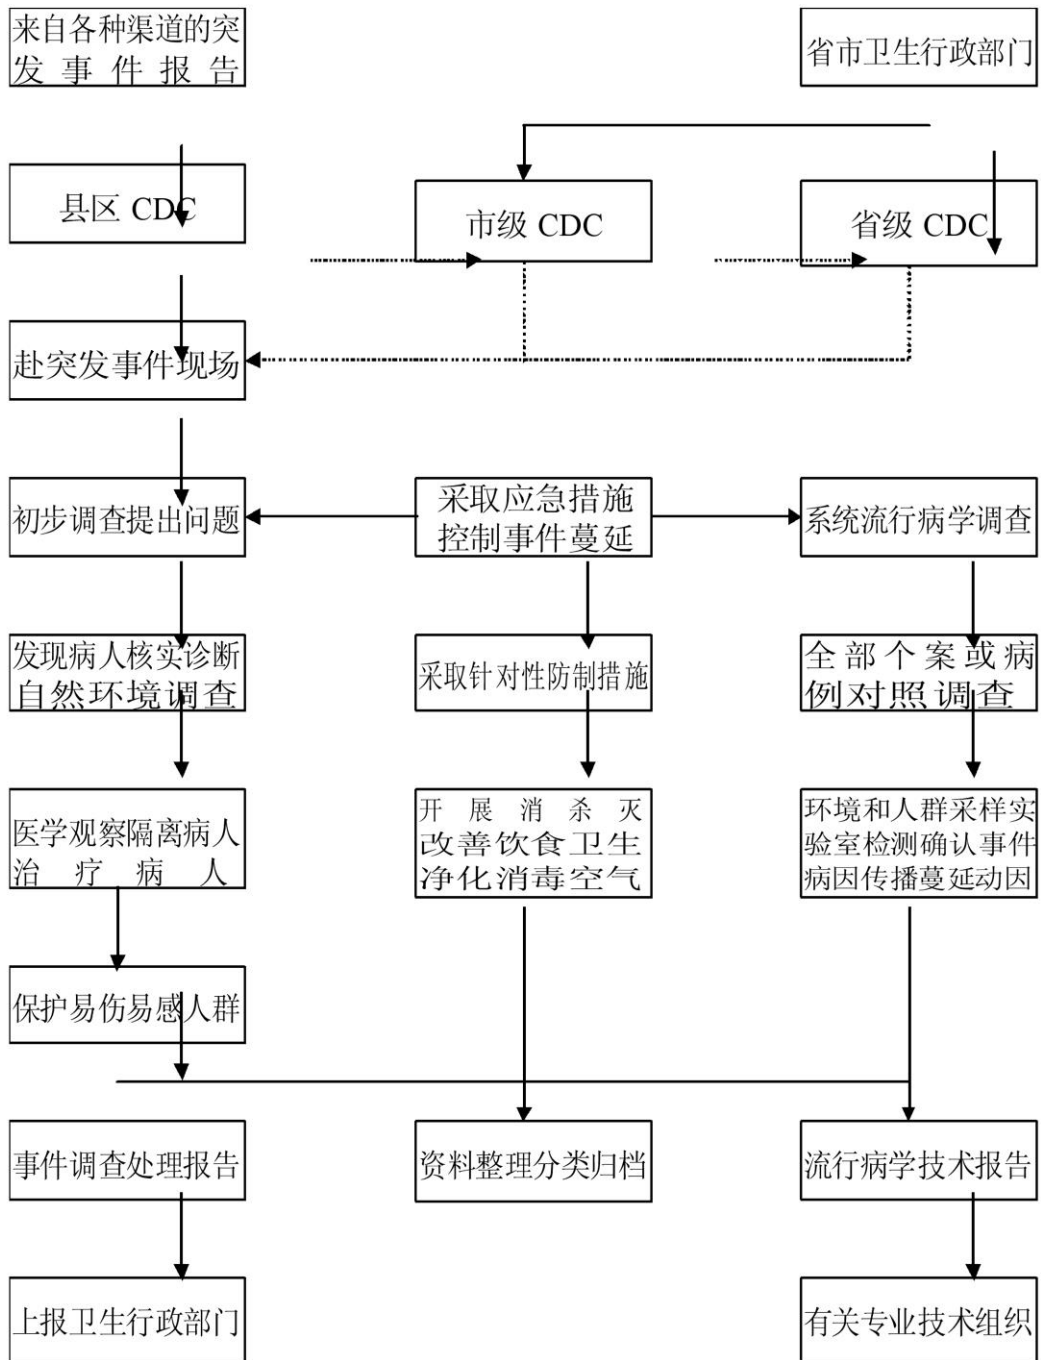 来自各种渠道的突
发事件报告
省市卫生行政部门
县区 CDC
市级 CDC
省级 CDC
赴突发事件现场
初步调查提出问题
采取应急措施
控制事件蔓延
系统流行病学调查
发现病人核实诊断
自然环境调查
采取针对性防制措施
全部个案或病
例对照调查
医学观察隔离病人
治疗病人
开展消杀灭
改善饮食卫生
净化消毒空气
环境和人群采样实
验室检测确认事件
病因传播蔓延动因
保护易伤易感人群
事件调查处理报告
资料整理分类归档
流行病学技术报告
上报卫生行政部门
有关专业技术组织